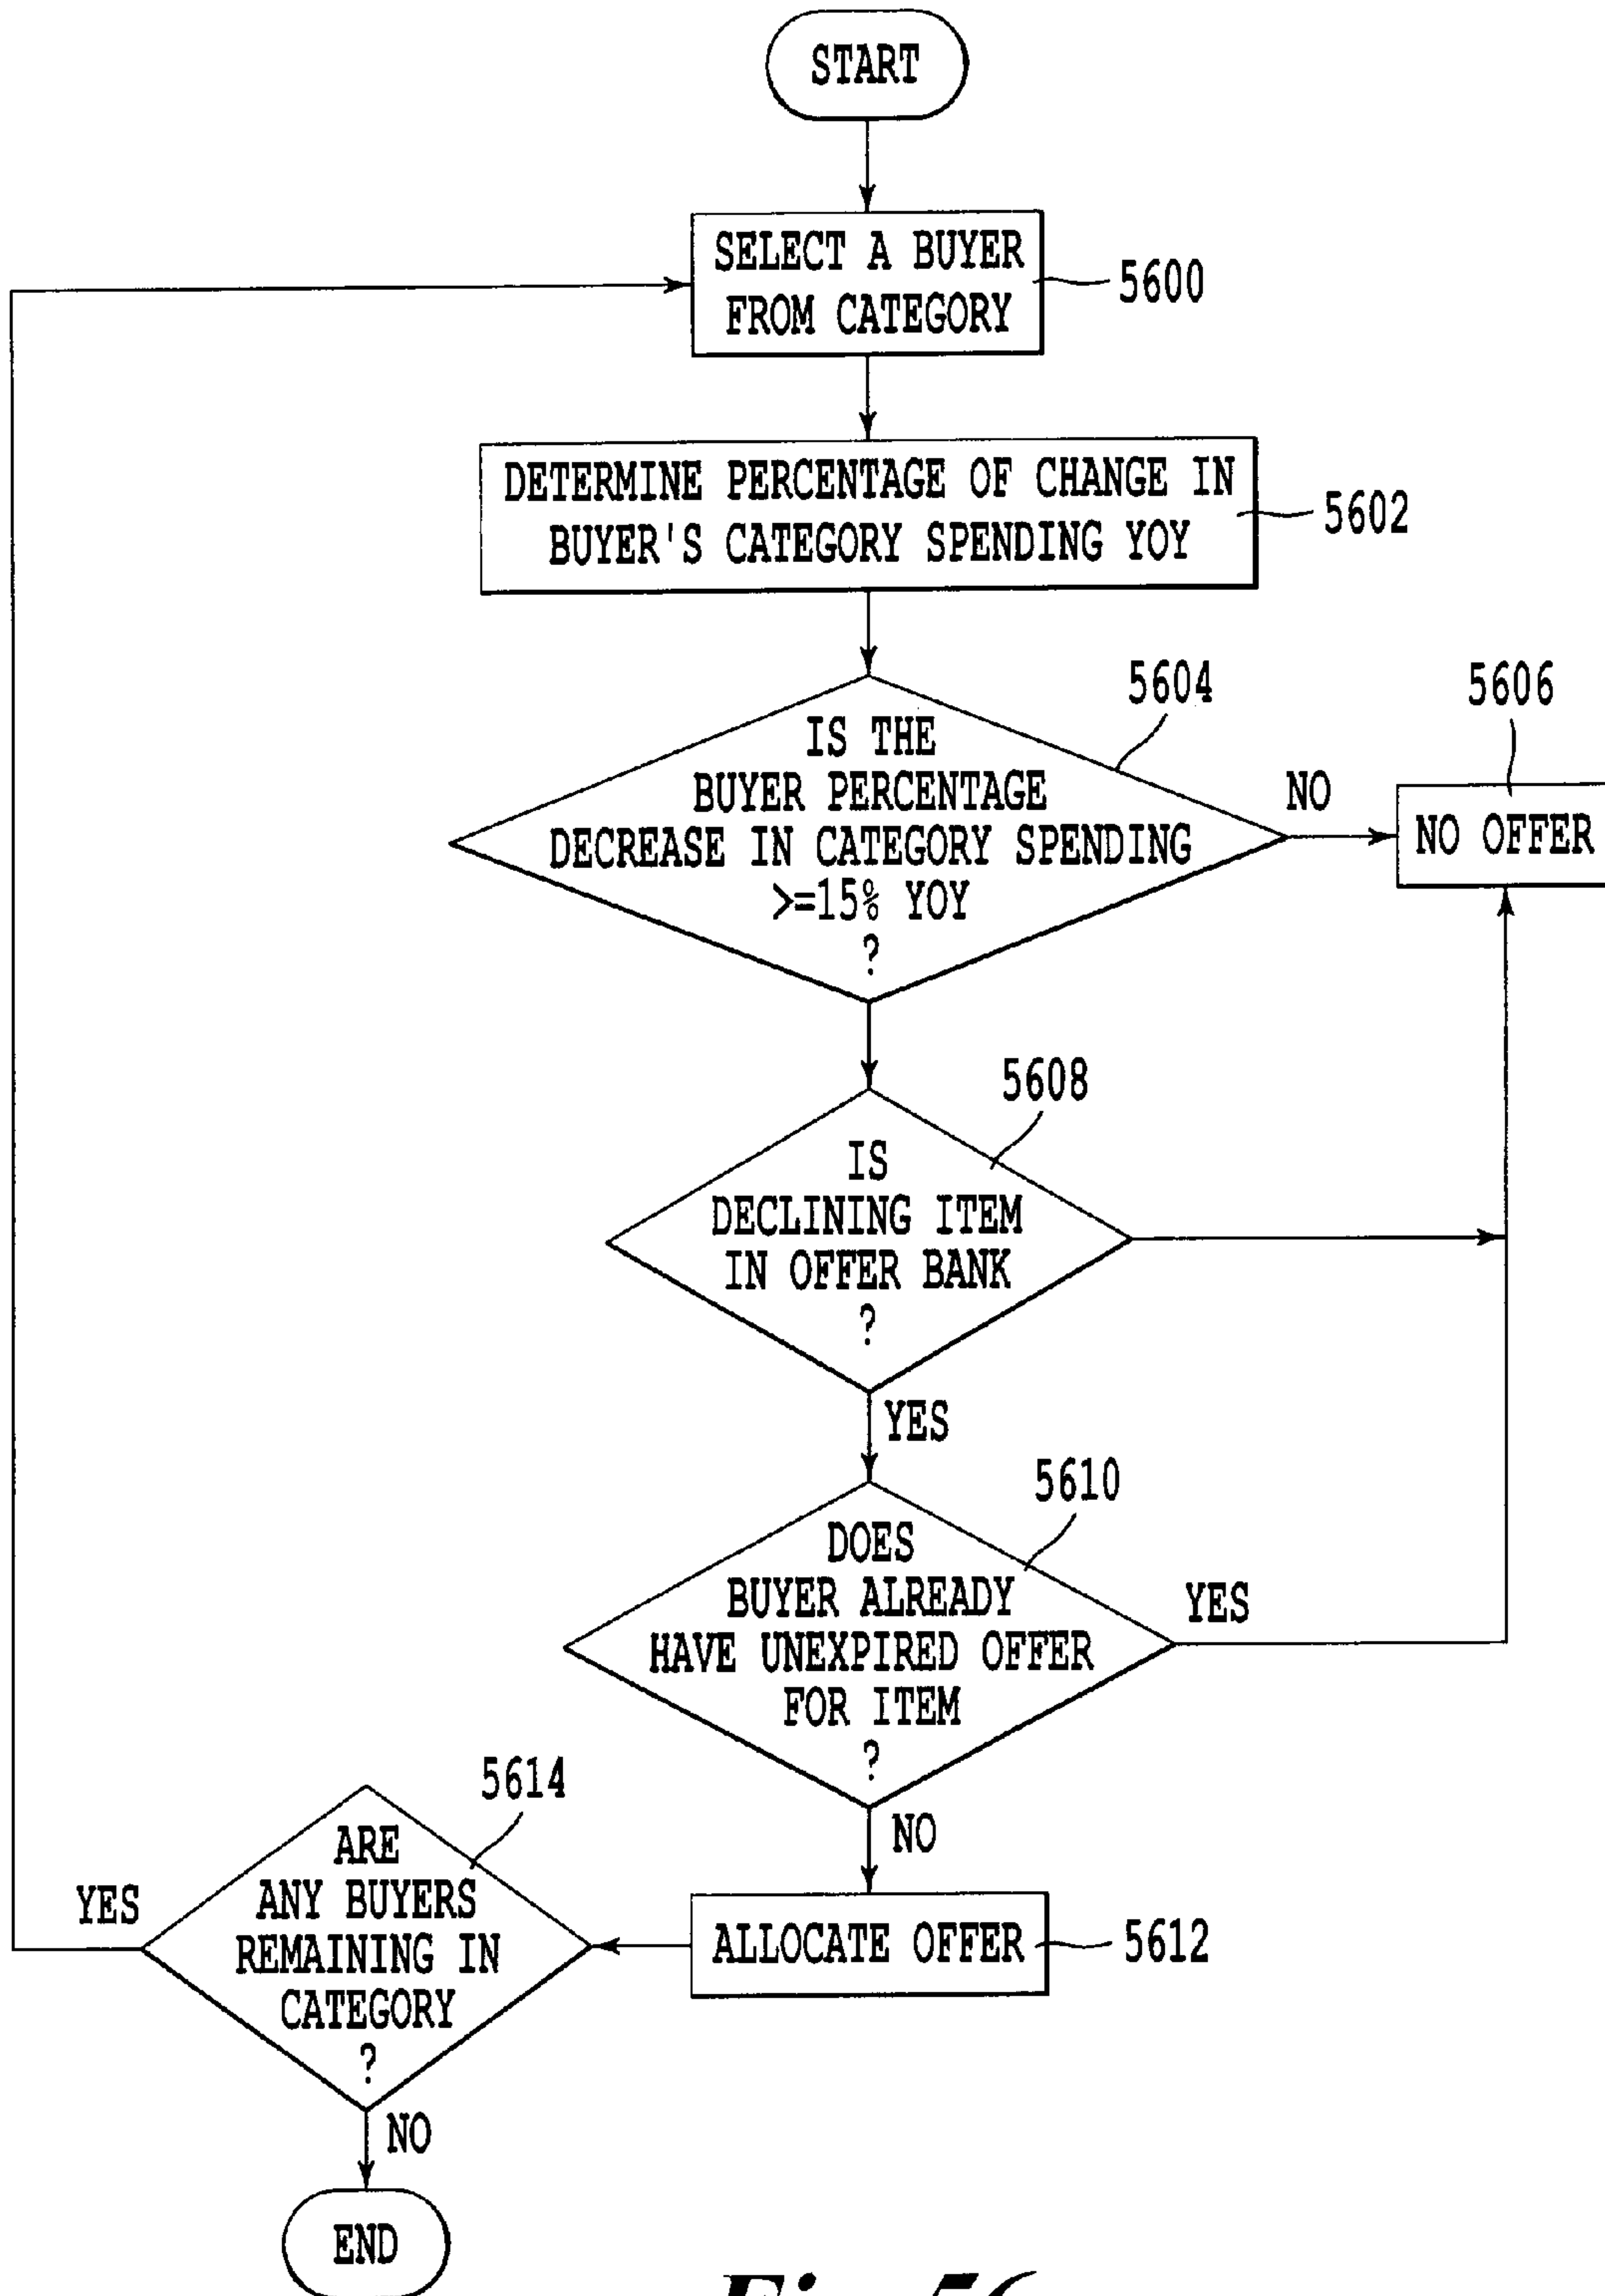 START
SELECT A BUYER
FROM CATEGORY
5600
DETERMINE PERCENTAGE OF CHANGE IN
BUYER'S CATEGORY SPENDING YOY
5602
5604
IS THE
BUYER PERCENTAGE
DECREASE IN CATEGORY SPENDING
>=15% YOY
?
NO
5606
NO OFFER
5608
IS
DECLINING ITEM
IN OFFER BANK
?
YES
5610
DOES
BUYER ALREADY
HAVE UNEXPIRED OFFER
FOR ITEM
?
YES
NO
5612
ALLOCATE OFFER
5614
ARE
ANY BUYERS
REMAINING IN
CATEGORY
?
YES
NO
END
Fig. 56